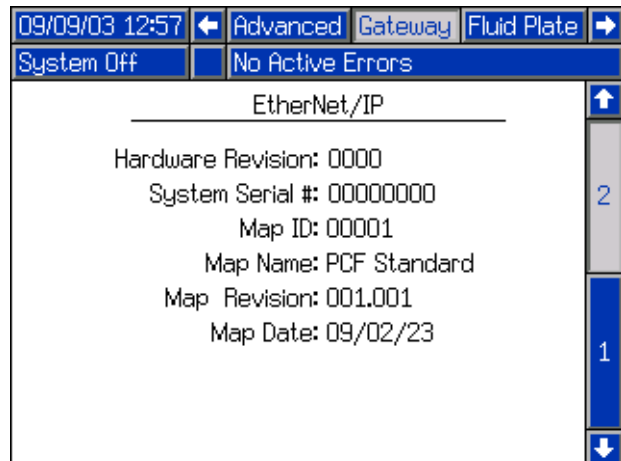 09/09/03 12:57 Advanced Gateway Fluid Plate
System Off No Active Errors
EtherNet/IP
Hardware Revision: 0000
System Serial #: 00000000
2
Map ID: 00001
Map Name: PCF Standard
Map Revision: 001.001
Map Date: 09/02/23
1